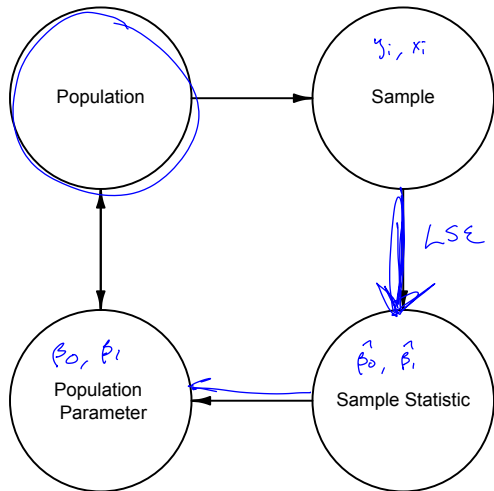 Population
yᵢ, xᵢ
Sample
LSE
β₀, β₁
Population
Parameter
β̂₀, β̂₁
Sample Statistic